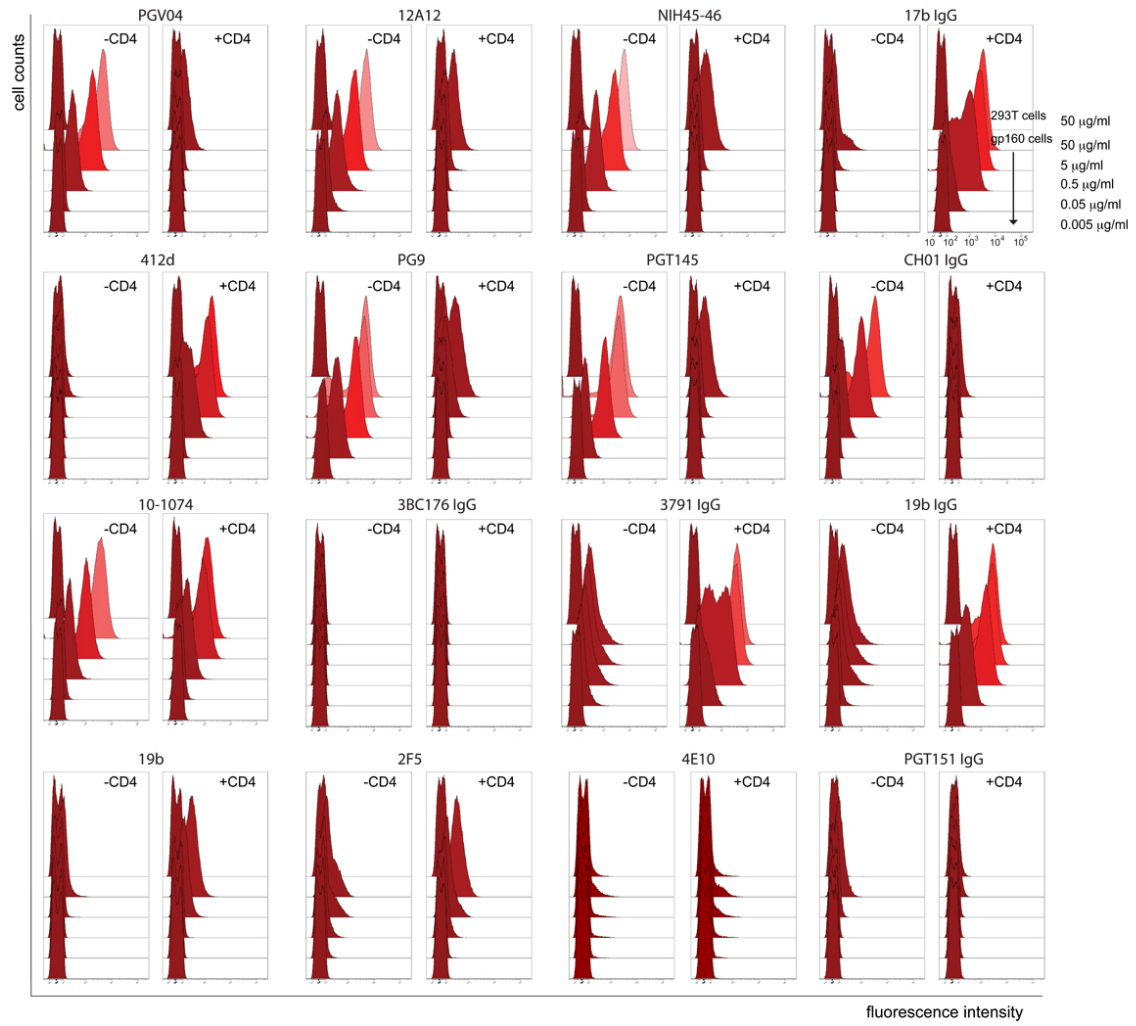 cell counts
PGV04
-CD4
+CD4
12A12
-CD4
+CD4
NIH45-46
-CD4
+CD4
17b IgG
-CD4
+CD4
293T cells
gp160 cells
50 μg/ml
50 μg/ml
5 μg/ml
0.5 μg/ml
0.05 μg/ml
0.005 μg/ml
10 10² 10³ 10⁴ 10⁵
412d
-CD4
+CD4
PG9
-CD4
+CD4
PGT145
-CD4
+CD4
CH01 IgG
-CD4
+CD4
10-1074
-CD4
+CD4
3BC176 IgG
-CD4
+CD4
3791 IgG
-CD4
+CD4
19b IgG
-CD4
+CD4
19b
-CD4
+CD4
2F5
-CD4
+CD4
4E10
-CD4
+CD4
PGT151 IgG
-CD4
+CD4
fluorescence intensity